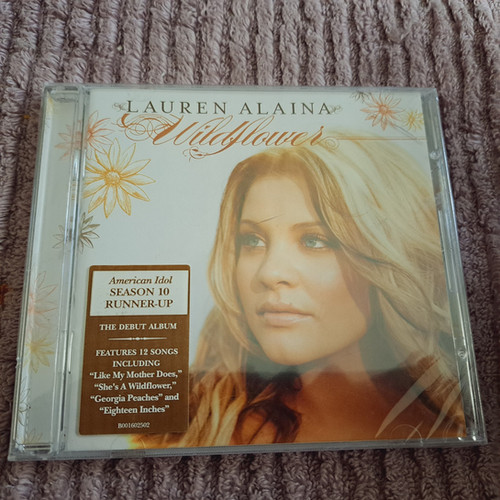 LAUREN ALAINA
Wildflower
American Idol
SEASON 10
RUNNER-UP
THE DEBUT ALBUM
FEATURES 12 SONGS
INCLUDING
“Like My Mother Does,”
“She's A Wildflower,”
“Georgia Peaches” and
“Eighteen Inches”
B001602502